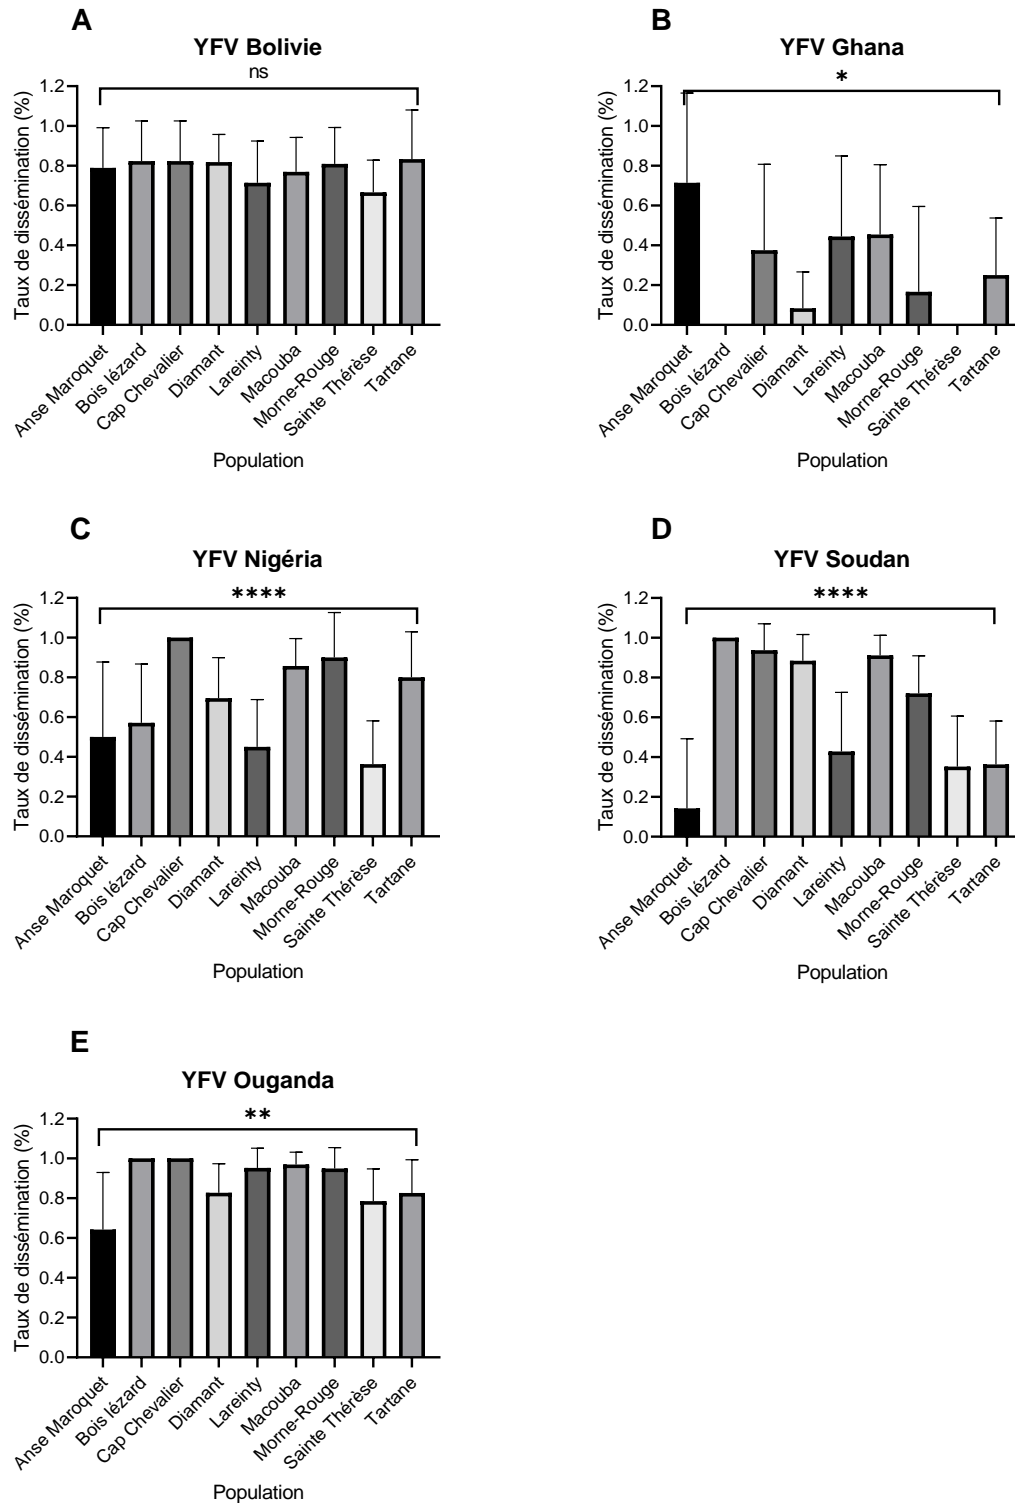 A
YFV Bolivie
ns
Taux de dissémination (%)
1.2
1.0
0.8
0.6
0.4
0.2
0.0
Anse Maroquet
Bois lézard
Cap Chevalier
Diamant
Lareinty
Macouba
Morne-Rouge
Sainte Thérèse
Tartane
Population
B
YFV Ghana
*
Taux de dissémination (%)
1.2
1.0
0.8
0.6
0.4
0.2
0.0
Anse Maroquet
Bois lézard
Cap Chevalier
Diamant
Lareinty
Macouba
Morne-Rouge
Sainte Thérèse
Tartane
Population
C
YFV Nigéria
****
Taux de dissémination (%)
1.2
1.0
0.8
0.6
0.4
0.2
0.0
Anse Maroquet
Bois lézard
Cap Chevalier
Diamant
Lareinty
Macouba
Morne-Rouge
Sainte Thérèse
Tartane
Population
D
YFV Soudan
****
Taux de dissémination (%)
1.2
1.0
0.8
0.6
0.4
0.2
0.0
Anse Maroquet
Bois lézard
Cap Chevalier
Diamant
Lareinty
Macouba
Morne-Rouge
Sainte Thérèse
Tartane
Population
E
YFV Ouganda
**
Taux de dissémination (%)
1.2
1.0
0.8
0.6
0.4
0.2
0.0
Anse Maroquet
Bois lézard
Cap Chevalier
Diamant
Lareinty
Macouba
Morne-Rouge
Sainte Thérèse
Tartane
Population